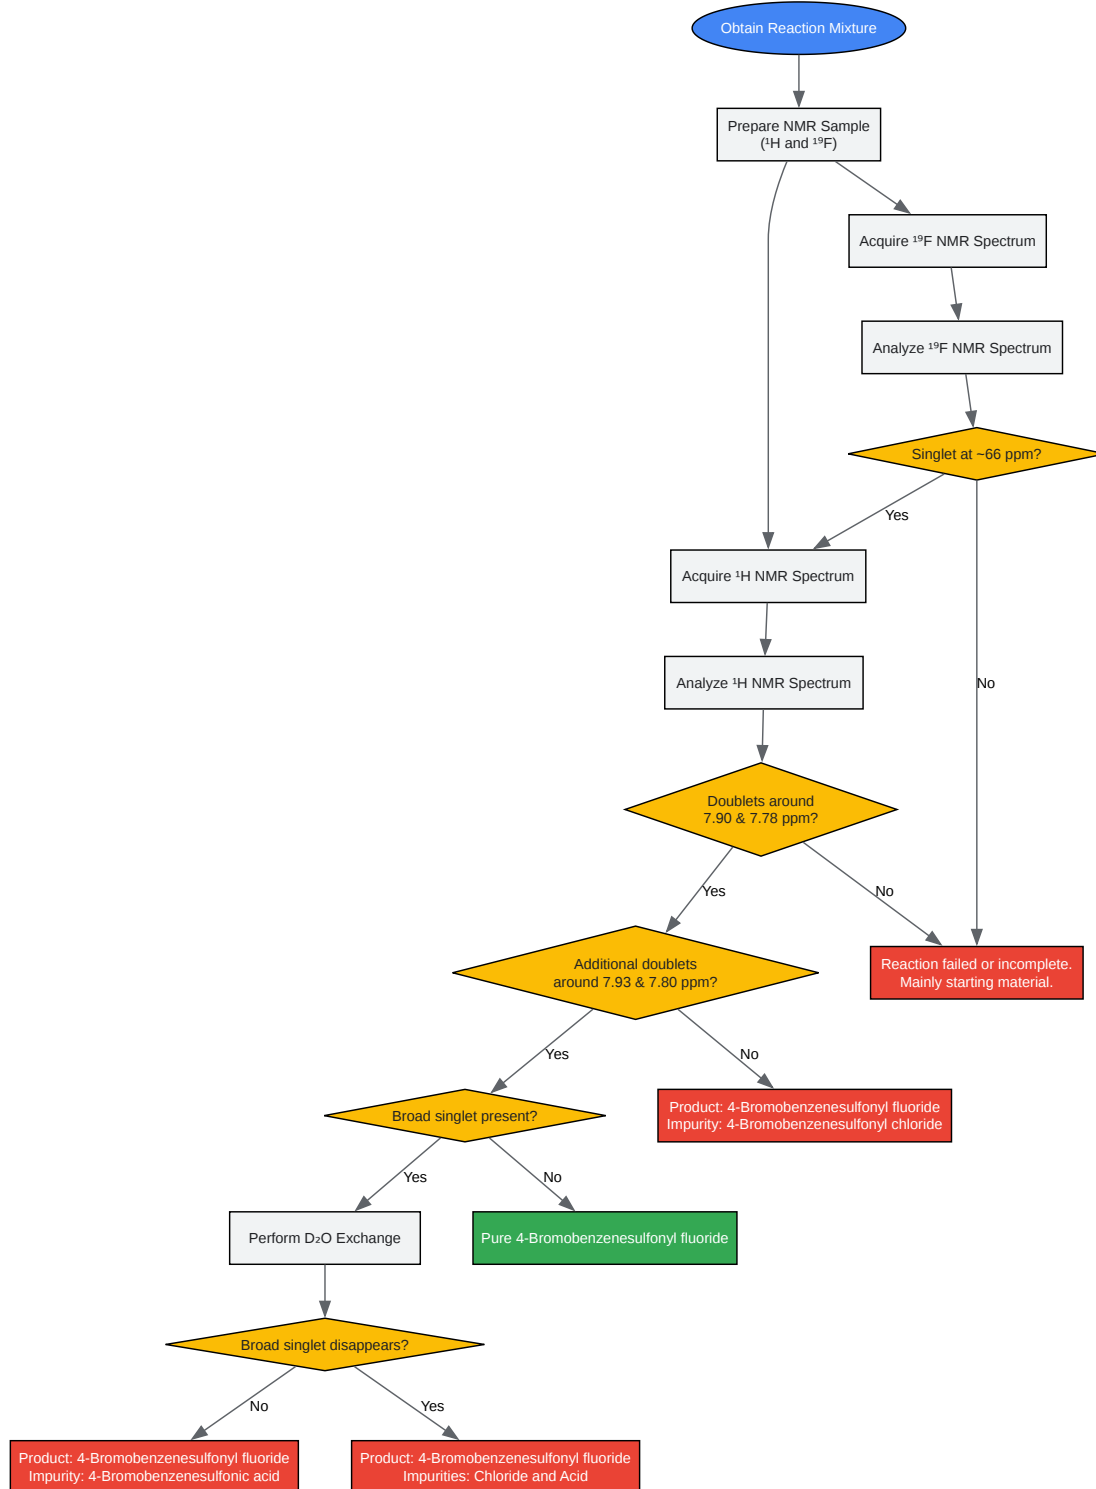 Obtain Reaction Mixture
Prepare NMR Sample
(¹H and ¹⁹F)
Acquire ¹⁹F NMR Spectrum
Analyze ¹⁹F NMR Spectrum
Singlet at ~66 ppm?
Yes
Acquire ¹H NMR Spectrum
Analyze ¹H NMR Spectrum
No
Doublets around
7.90 & 7.78 ppm?
Yes
No
Additional doublets
around 7.93 & 7.80 ppm?
Reaction failed or incomplete.
Mainly starting material.
Yes
No
Broad singlet present?
Product: 4-Bromobenzenesulfonyl fluoride
Impurity: 4-Bromobenzenesulfonyl chloride
Yes
No
Perform D₂O Exchange
Pure 4-Bromobenzenesulfonyl fluoride
Broad singlet disappears?
No
Yes
Product: 4-Bromobenzenesulfonyl fluoride
Impurity: 4-Bromobenzenesulfonic acid
Product: 4-Bromobenzenesulfonyl fluoride
Impurities: Chloride and Acid